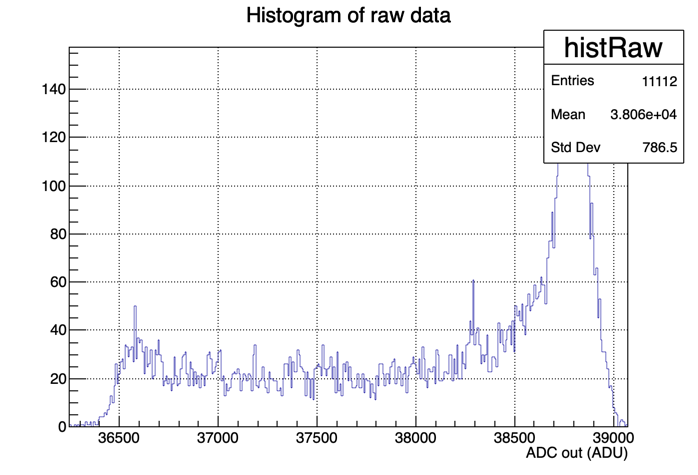 Histogram of raw data
histRaw
Entries 11112
Mean 3.806e+04
Std Dev 786.5
140
120
100
80
60
40
20
0
36500 37000 37500 38000 38500 39000
ADC out (ADU)